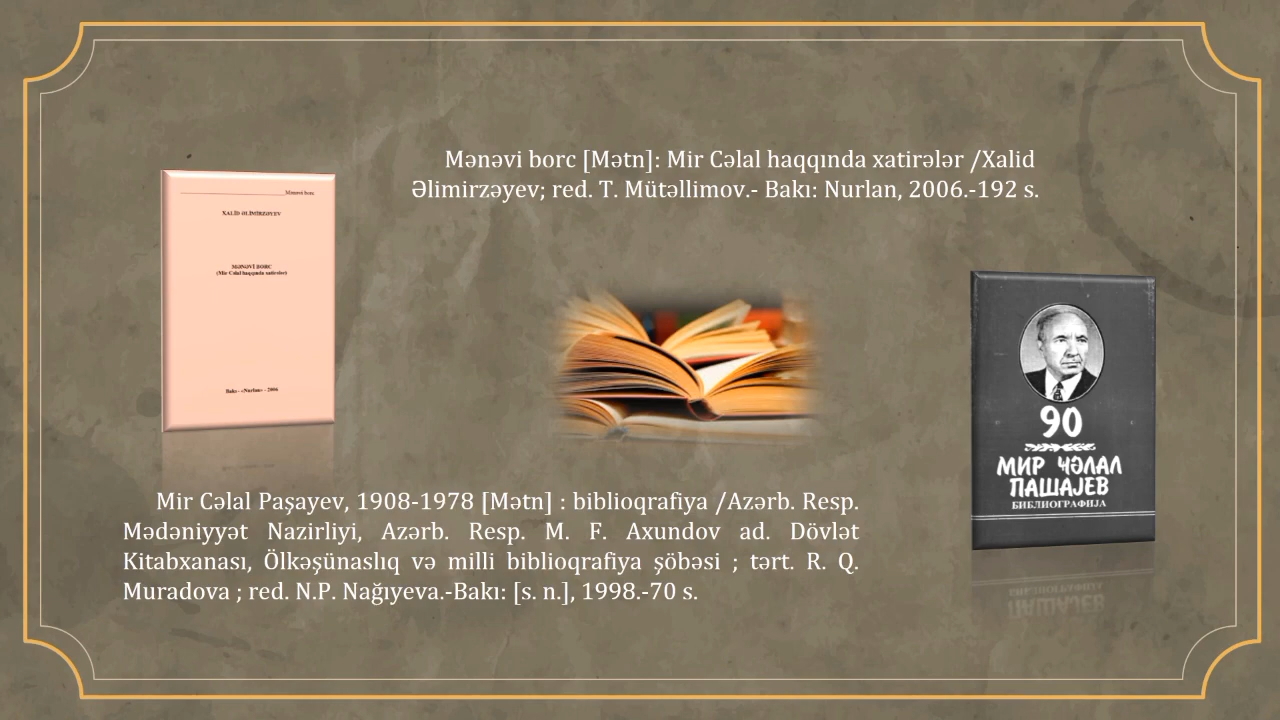 Mənəvi borc [Mətn]: Mir Cəlal haqqında xatirələr /Xalid
Əlimirzəyev; red. T. Mütəllimov.- Bakı: Nurlan, 2006.-192 s.
Mənəvi borc
XALİD ƏLİMİRZƏYEV
MƏNƏVİ BORC
(Mir Cəlal haqqında xatirələr)
Bakı - «Nurlan» - 2006
90
МИР ҸӘЛАЛ
ПАШАЈЕВ
БИБЛИОГРАФИЈА
Mir Cəlal Paşayev, 1908-1978 [Mətn] : biblioqrafiya /Azərb. Resp.
Mədəniyyət Nazirliyi, Azərb. Resp. M. F. Axundov ad. Dövlət
Kitabxanası, Ölkəşünaslıq və milli biblioqrafiya şöbəsi ; tərt. R. Q.
Muradova ; red. N.P. Nağıyeva.-Bakı: [s. n.], 1998.-70 s.